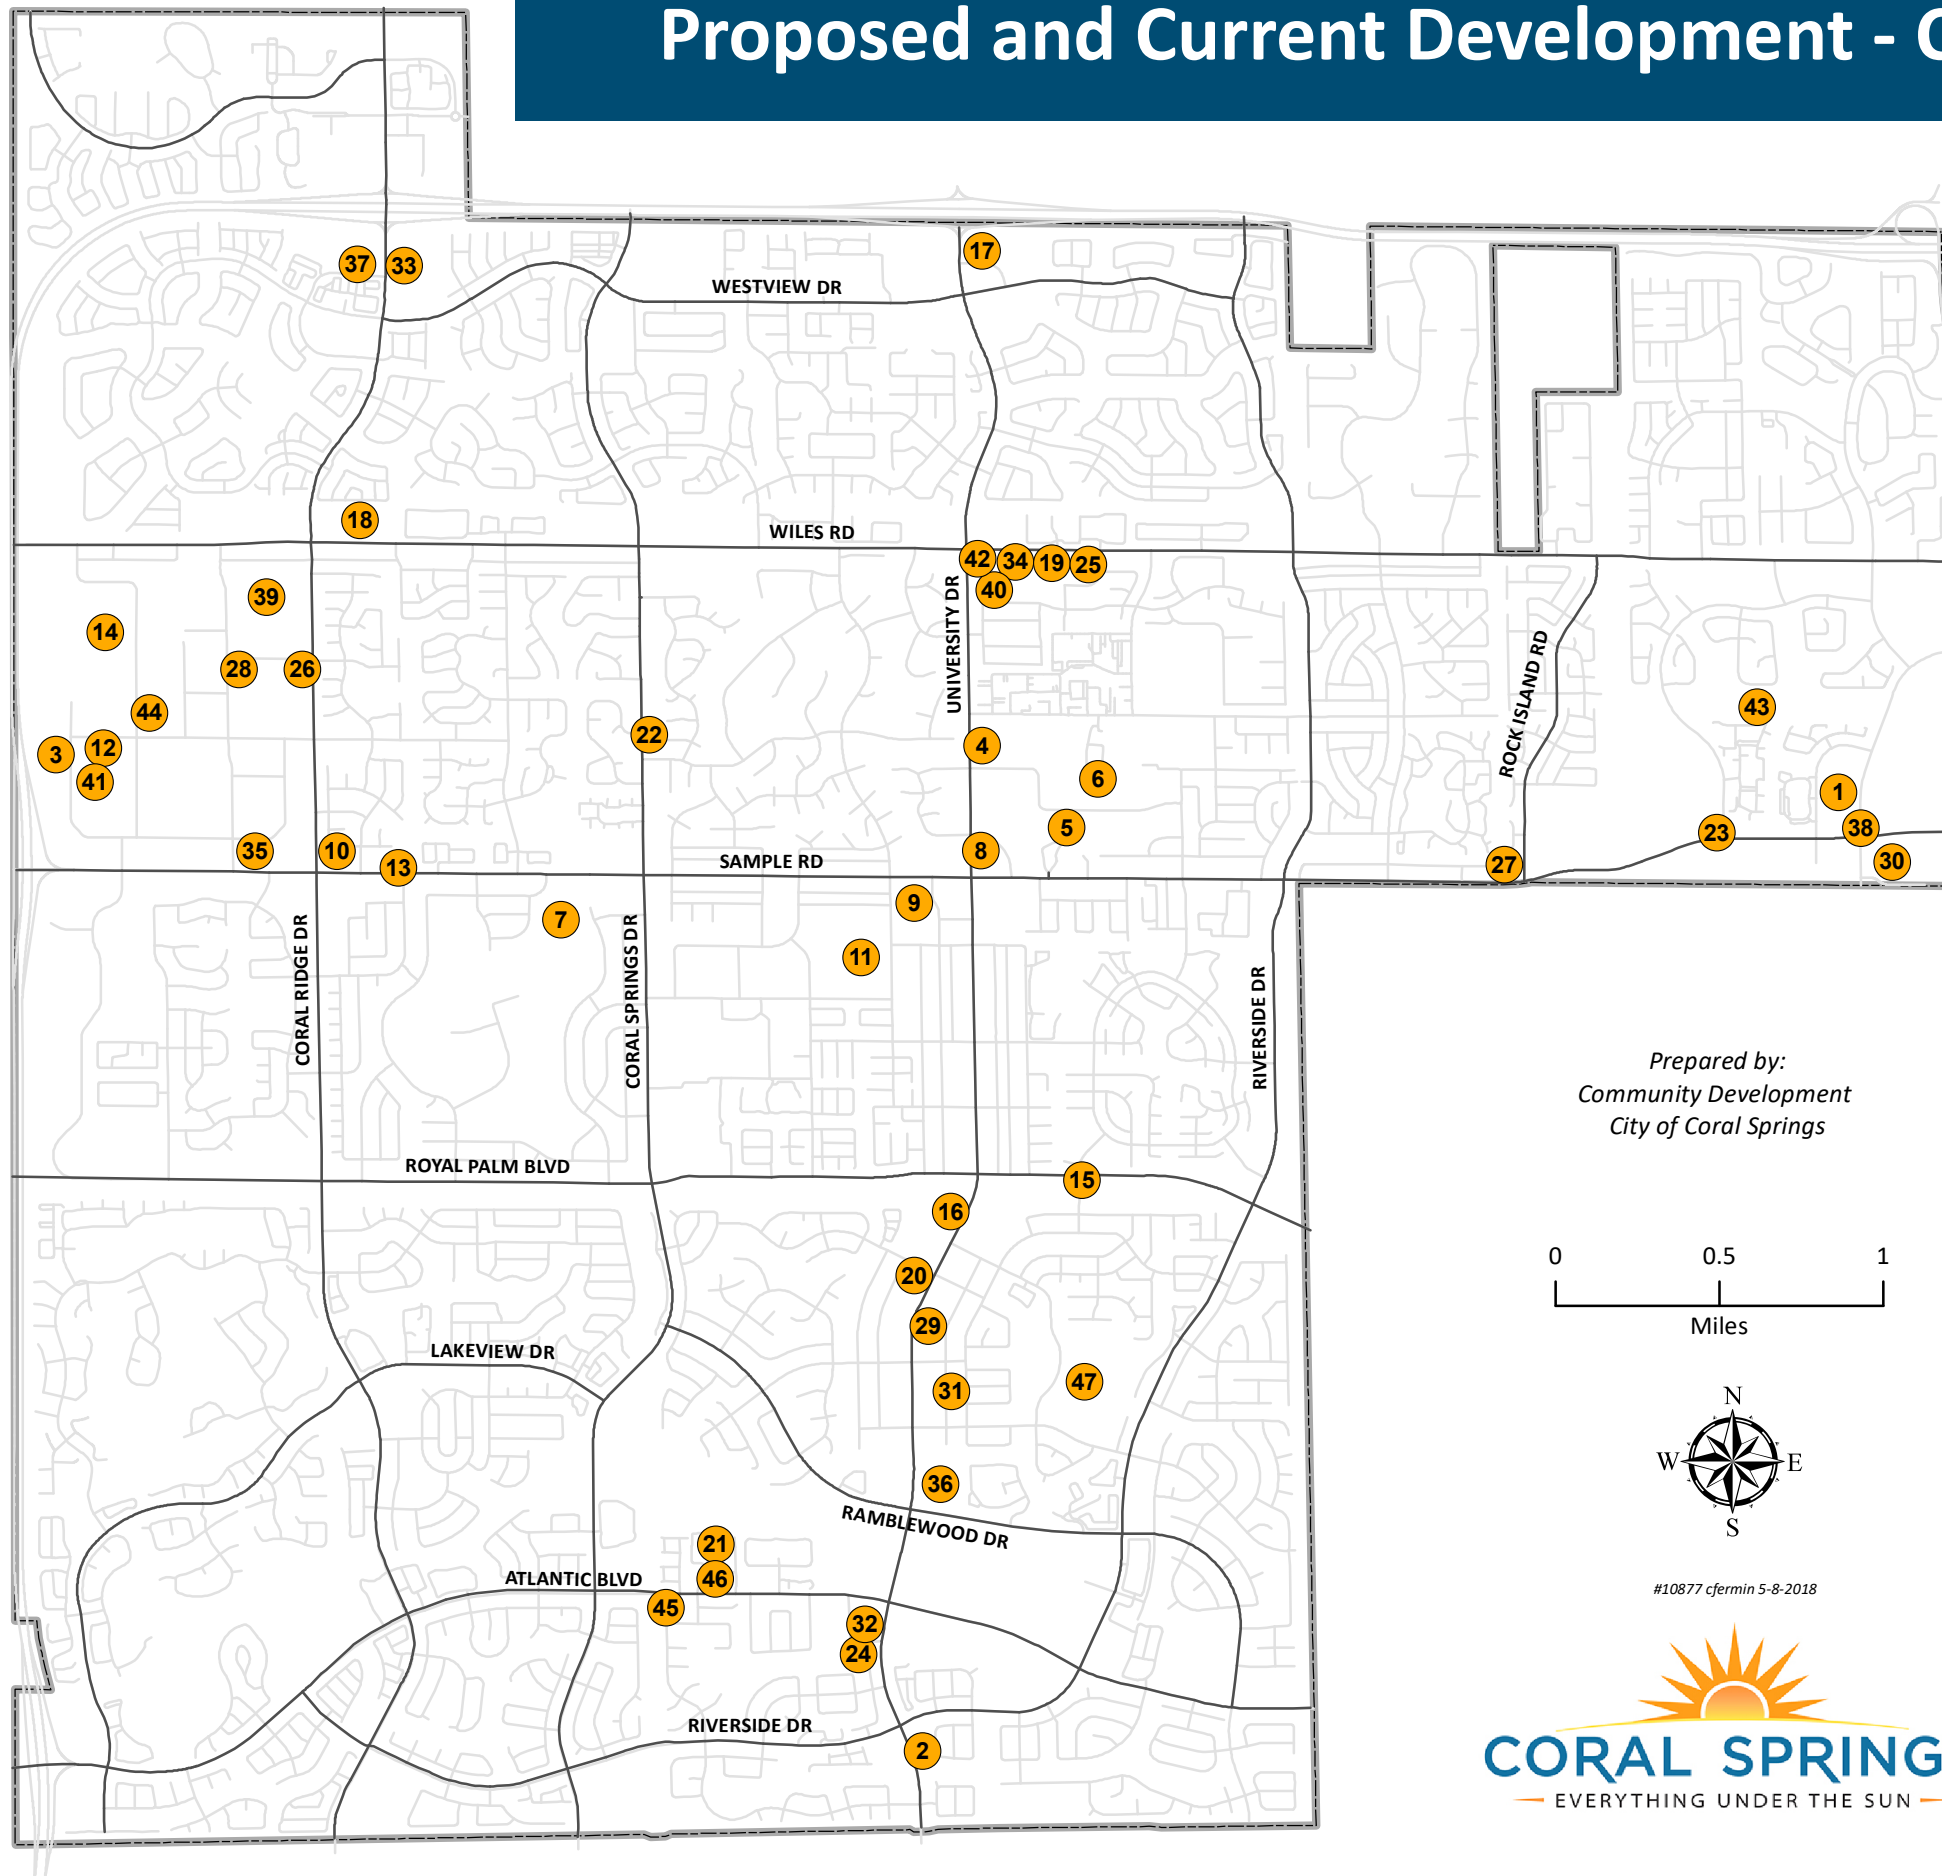 Proposed and Current Development - C
37
33
17
WESTVIEW DR
18
WILES RD
42
34
19
25
40
39
14
UNIVERSITY DR
28
26
ROCK ISLAND RD
44
43
22
3
12
4
41
6
1
5
38
23
35
10
8
13
SAMPLE RD
27
30
9
7
11
CORAL RIDGE DR
CORAL SPRINGS DR
RIVERSIDE DR
Prepared by:
Community Development
City of Coral Springs
ROYAL PALM BLVD
15
16
0 0.5 1
20
Miles
29
LAKEVIEW DR
31
47
N
W E
S
36
RAMBLEWOOD DR
21
46
ATLANTIC BLVD
45
#10877 cfermin 5-8-2018
32
24
RIVERSIDE DR
2
CORAL SPRING
EVERYTHING UNDER THE SUN